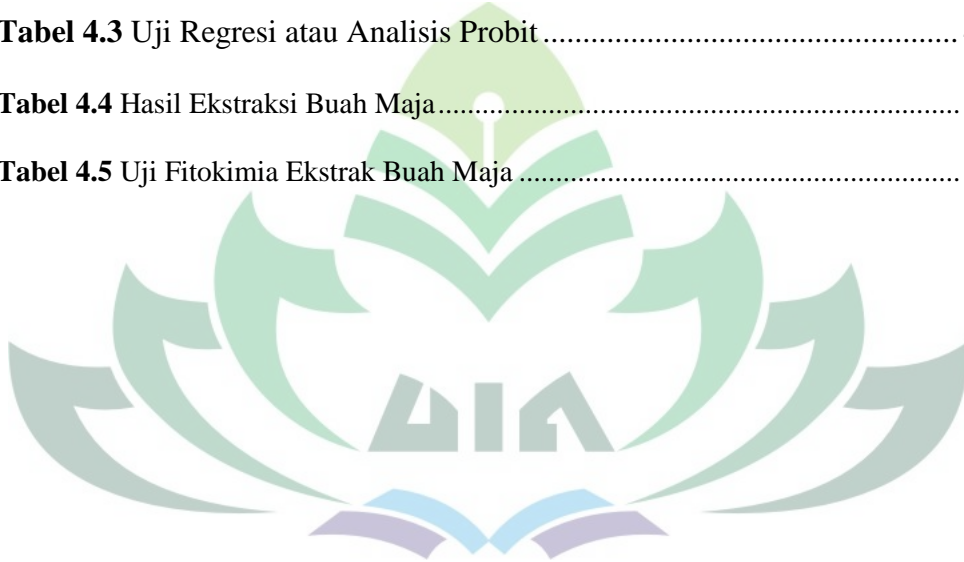 Tabel 4.3 Uji Regresi atau Analisis Probit................................................
Tabel 4.4 Hasil Ekstraksi Buah Maja.............................................................
Tabel 4.5 Uji Fitokimia Ekstrak Buah Maja ...................................................
UIN